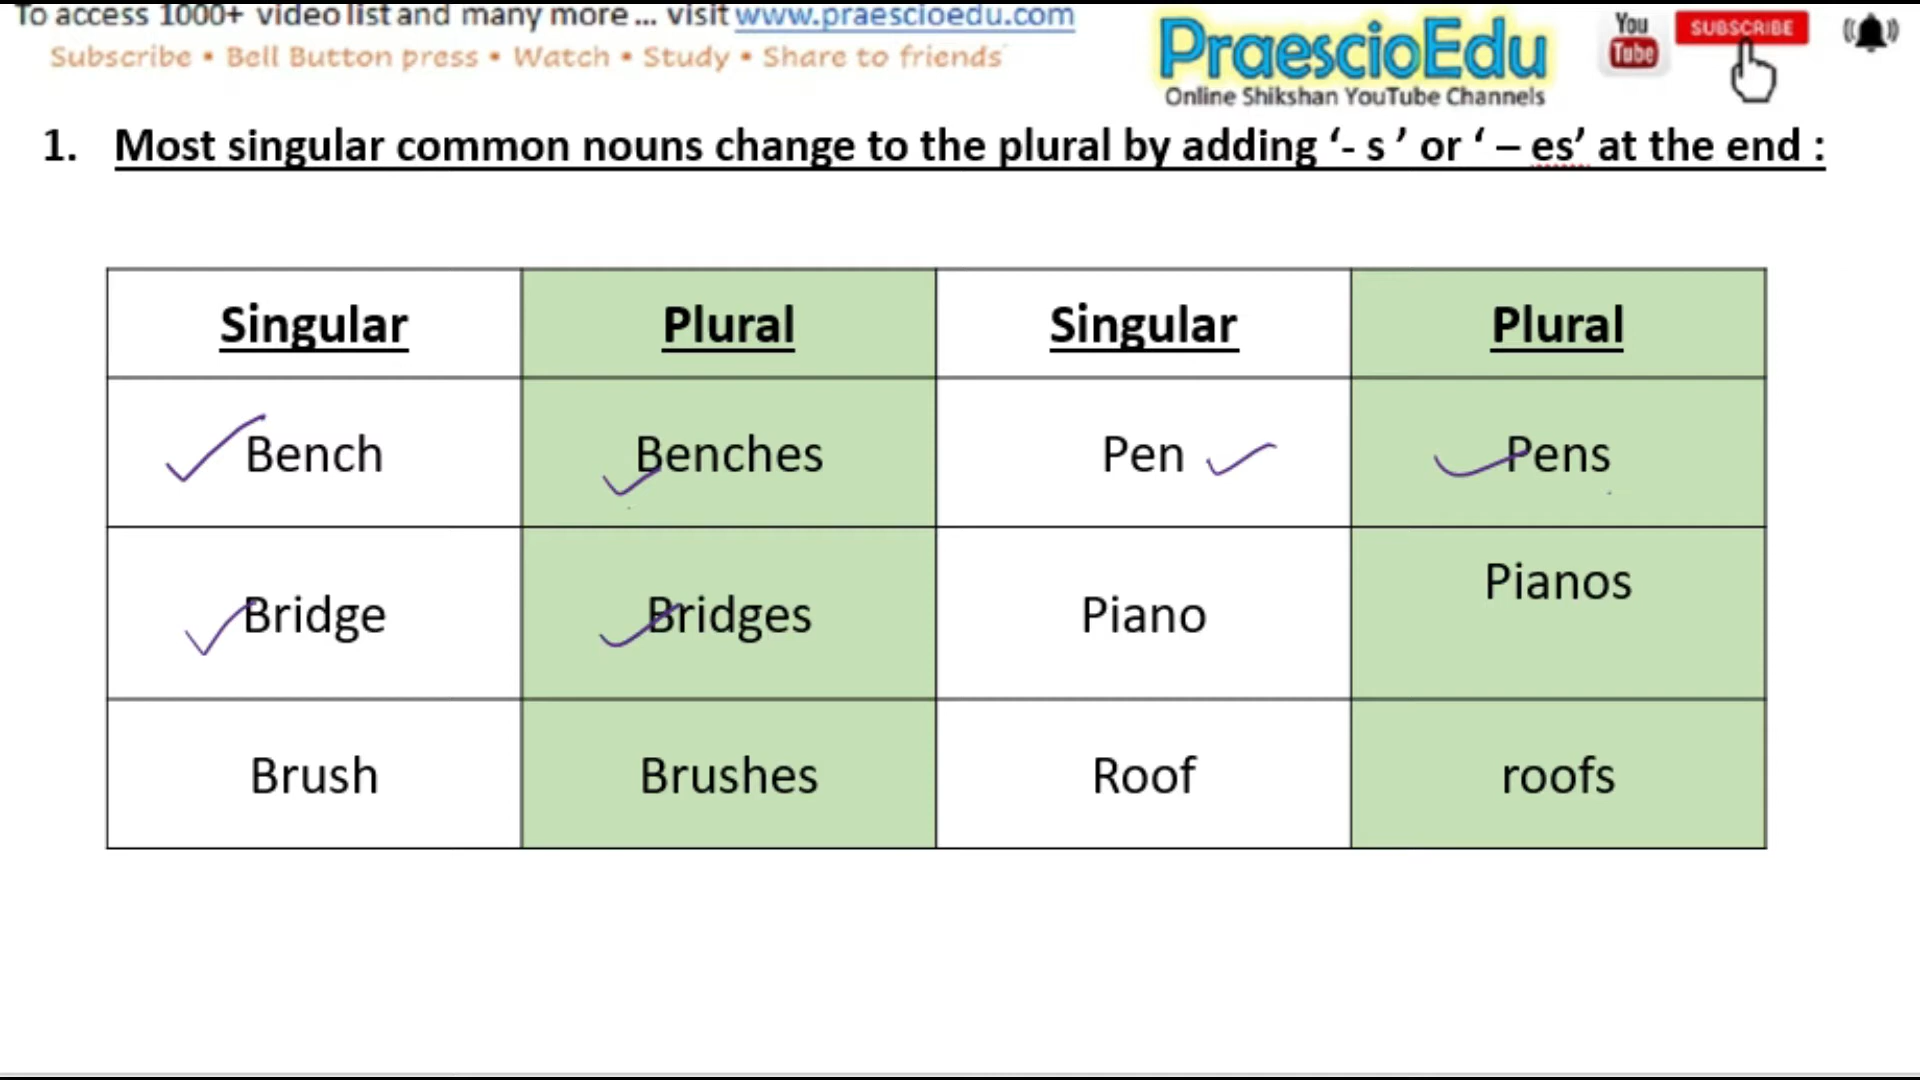 To access 1000+ video list and many more ... visit www.praescioedu.com
Subscribe • Bell Button press • Watch • Study • Share to friends
PraescioEdu
Online Shikshan YouTube Channels
You
Tube
SUBSCRIBE
1. Most singular common nouns change to the plural by adding ‘- s ’ or ‘ – es’ at the end :
Singular Plural Singular Plural
Bench Benches Pen Pens
Bridge Bridges Piano Pianos
Brush Brushes Roof roofs